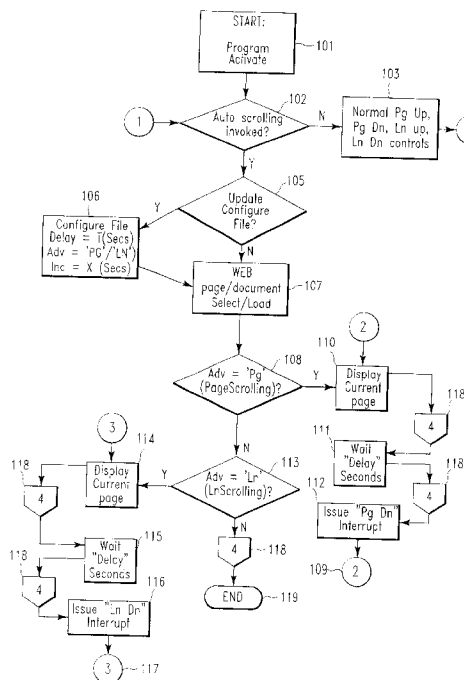 START:
Program
Activate
101
102
103
1
Auto scrolling
invoked?
N
Normal Pg Up,
Pg Dn, Ln up,
Ln Dn controls
Y
105
106
Y
Update
Configure
File?
Configure File
Delay = T(Secs)
Adv = 'PG'/'LN'
Inc = X (Secs)
N
WEB
page/document
Select/Load
107
2
108
110
Adv = 'Pg'
(PageScrolling)?
Y
Display
Current
page
118
4
3
N
111
114
113
Wait
"Delay"
Seconds
118
118
Display
Current
page
Y
Adv = 'Ln'
(LnScrolling)?
112
4
4
Issue "Pg Dn"
Interrupt
N
115
4
118
Wait
"Delay"
Seconds
109
2
118
116
4
END
119
Issue "Ln Dn"
Interrupt
3
117